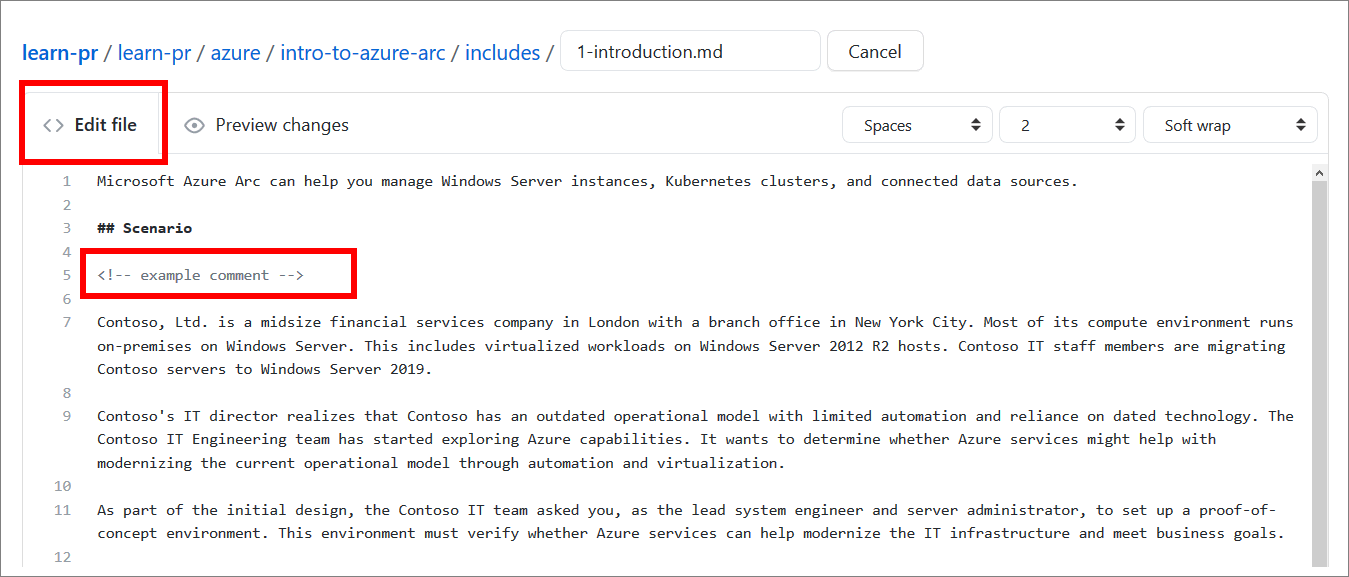 learn-pr / learn-pr / azure / intro-to-azure-arc / includes / 1-introduction.md Cancel
<> Edit file Preview changes Spaces 2 Soft wrap
1 Microsoft Azure Arc can help you manage Windows Server instances, Kubernetes clusters, and connected data sources.
2
3 ## Scenario
4
5 <!-- example comment -->
6
7 Contoso, Ltd. is a midsize financial services company in London with a branch office in New York City. Most of its compute environment runs
on-premises on Windows Server. This includes virtualized workloads on Windows Server 2012 R2 hosts. Contoso IT staff members are migrating
Contoso servers to Windows Server 2019.
8
9 Contoso's IT director realizes that Contoso has an outdated operational model with limited automation and reliance on dated technology. The
Contoso IT Engineering team has started exploring Azure capabilities. It wants to determine whether Azure services might help with
modernizing the current operational model through automation and virtualization.
10
11 As part of the initial design, the Contoso IT team asked you, as the lead system engineer and server administrator, to set up a proof-of-
concept environment. This environment must verify whether Azure services can help modernize the IT infrastructure and meet business goals.
12